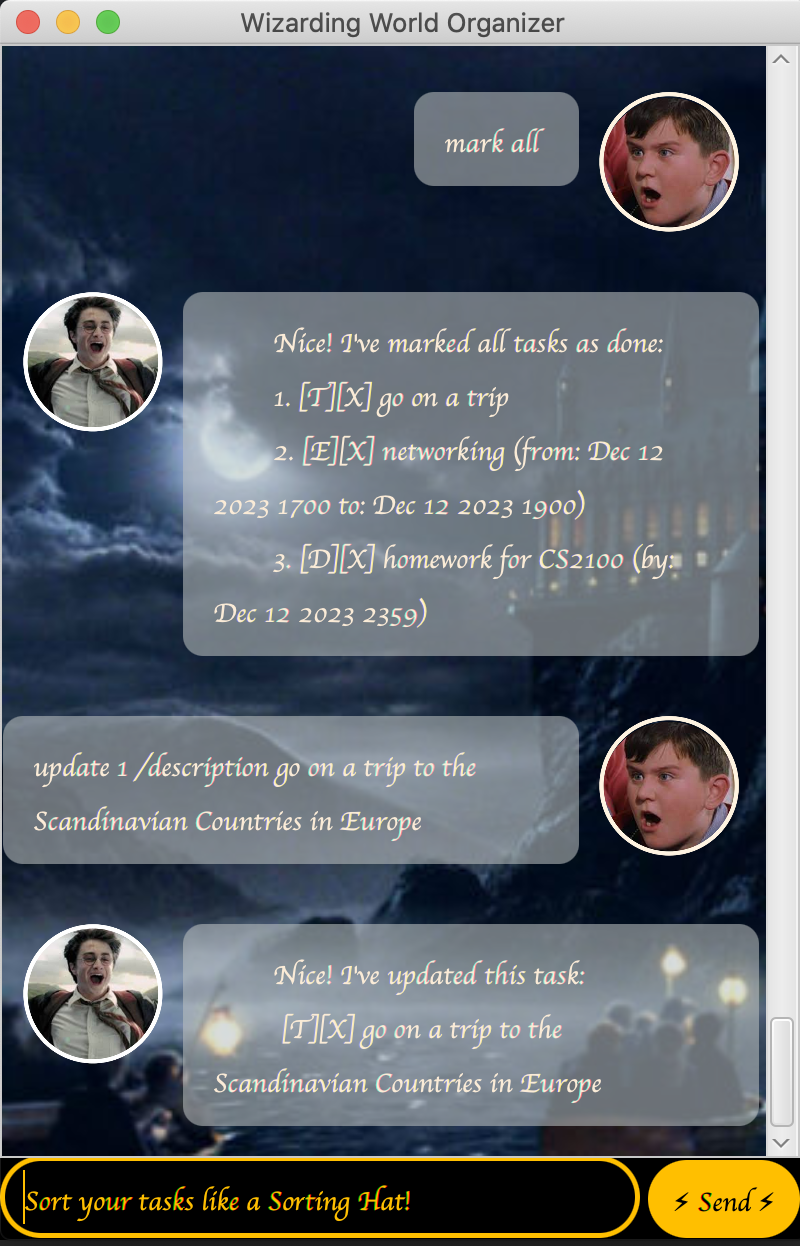 Wizarding World Organizer
mark all
Nice! I've marked all tasks as done:
1. [T][X] go on a trip
2. [E][X] networking (from: Dec 12
2023 1700 to: Dec 12 2023 1900)
3. [D][X] homework for CS2100 (by:
Dec 12 2023 2359)
update 1 /description go on a trip to the
Scandinavian Countries in Europe
Nice! I've updated this task:
[T][X] go on a trip to the
Scandinavian Countries in Europe
Sort your tasks like a Sorting Hat!
⚡ Send ⚡